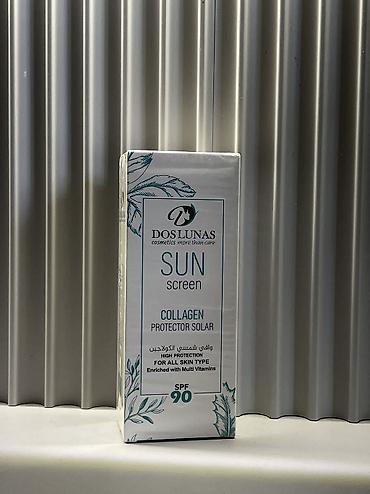 DOS LUNAS
cosmetics more than care
SUN
screen
COLLAGEN
PROTECTOR SOLAR
واقي شمسي الكولاجين
HIGH PROTECTION
FOR ALL SKIN TYPE
Enriched with Multi Vitamins
SPF
90